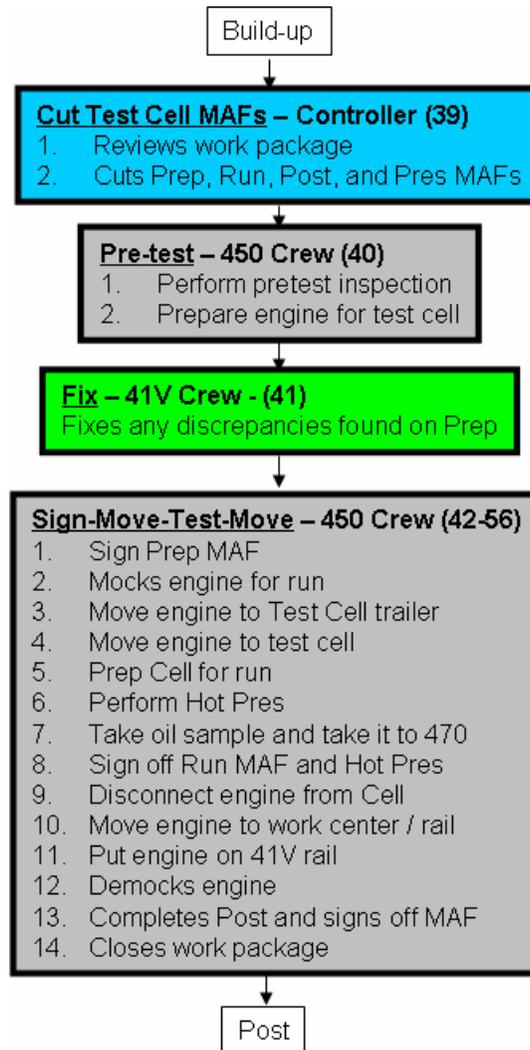 Build-up
Cut Test Cell MAFs – Controller (39)
1. Reviews work package
2. Cuts Prep, Run, Post, and Pres MAFs
Pre-test – 450 Crew (40)
1. Perform pretest inspection
2. Prepare engine for test cell
Fix – 41V Crew - (41)
Fixes any discrepancies found on Prep
Sign-Move-Test-Move – 450 Crew (42-56)
1. Sign Prep MAF
2. Mocks engine for run
3. Move engine to Test Cell trailer
4. Move engine to test cell
5. Prep Cell for run
6. Perform Hot Pres
7. Take oil sample and take it to 470
8. Sign off Run MAF and Hot Pres
9. Disconnect engine from Cell
10. Move engine to work center / rail
11. Put engine on 41V rail
12. Democks engine
13. Completes Post and signs off MAF
14. Closes work package
Post